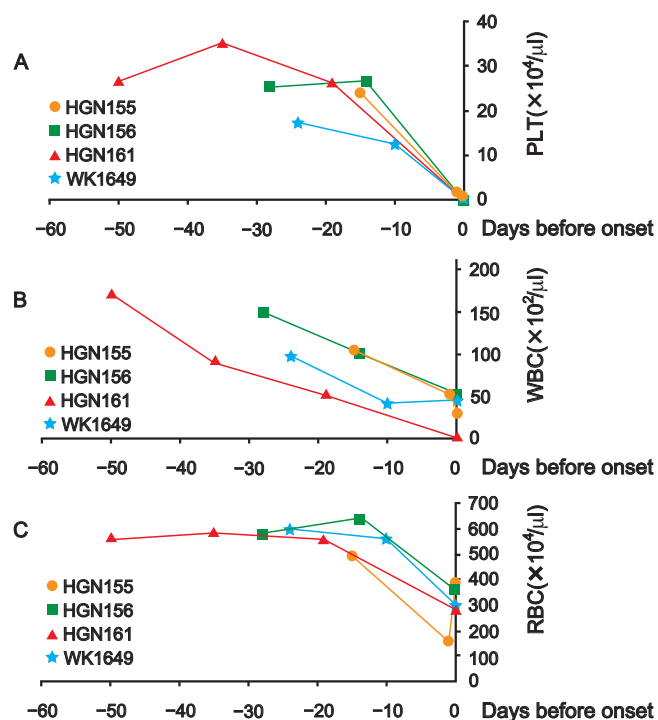 A
40
30
20
10
0
PLT(×10⁴/μl)
HGN155
HGN156
HGN161
WK1649
−60 −50 −40 −30 −20 −10 0 Days before onset
B
200
150
100
50
0
WBC(×10²/μl)
HGN155
HGN156
HGN161
WK1649
−60 −50 −40 −30 −20 −10 0 Days before onset
C
700
600
500
400
300
200
100
0
RBC(×10⁴/μl)
HGN155
HGN156
HGN161
WK1649
−60 −50 −40 −30 −20 −10 0 Days before onset